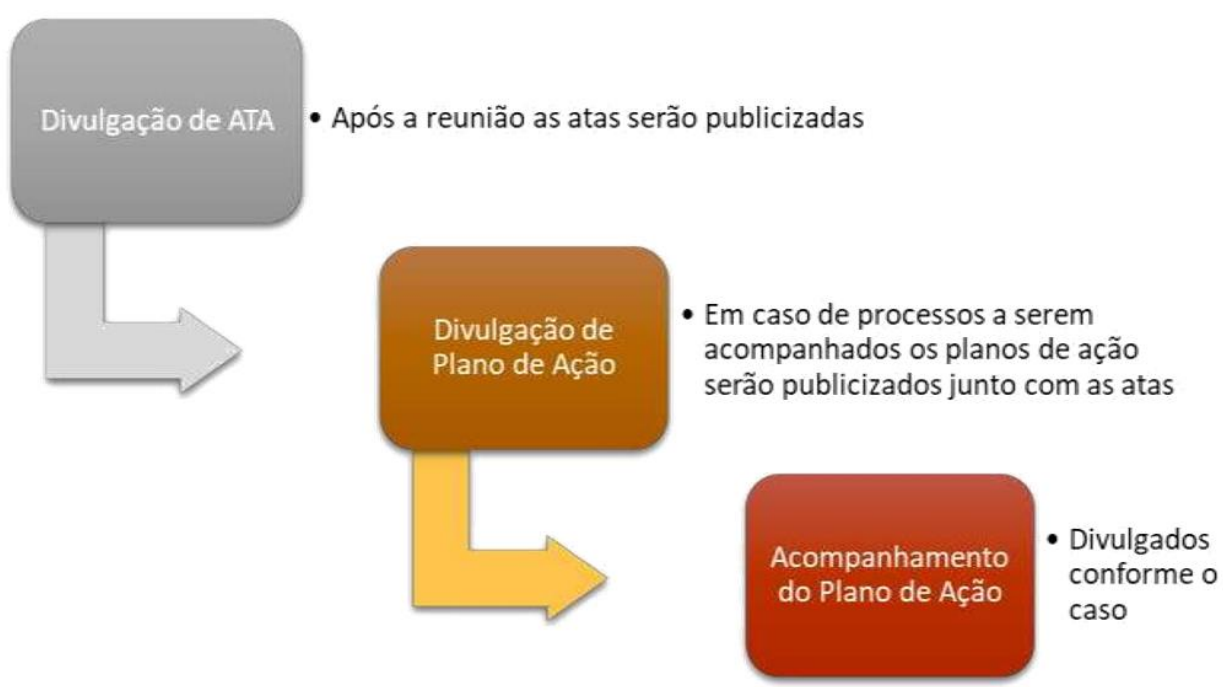 Divulgação de ATA
• Após a reunião as atas serão publicizadas
Divulgação de
Plano de Ação
• Em caso de processos a serem
acompanhados os planos de ação
serão publicizados junto com as atas
Acompanhamento
do Plano de Ação
• Divulgados
conforme o
caso